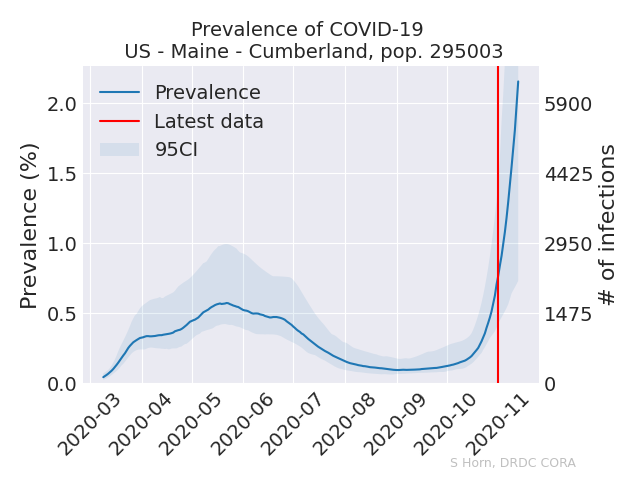 Prevalence of COVID-19
US - Maine - Cumberland, pop. 295003
Prevalence
Latest data
95CI
Prevalence (%)
2.0
1.5
1.0
0.5
0.0
# of infections
5900
4425
2950
1475
0
2020-03
2020-04
2020-05
2020-06
2020-07
2020-08
2020-09
2020-10
2020-11
S Horn, DRDC CORA